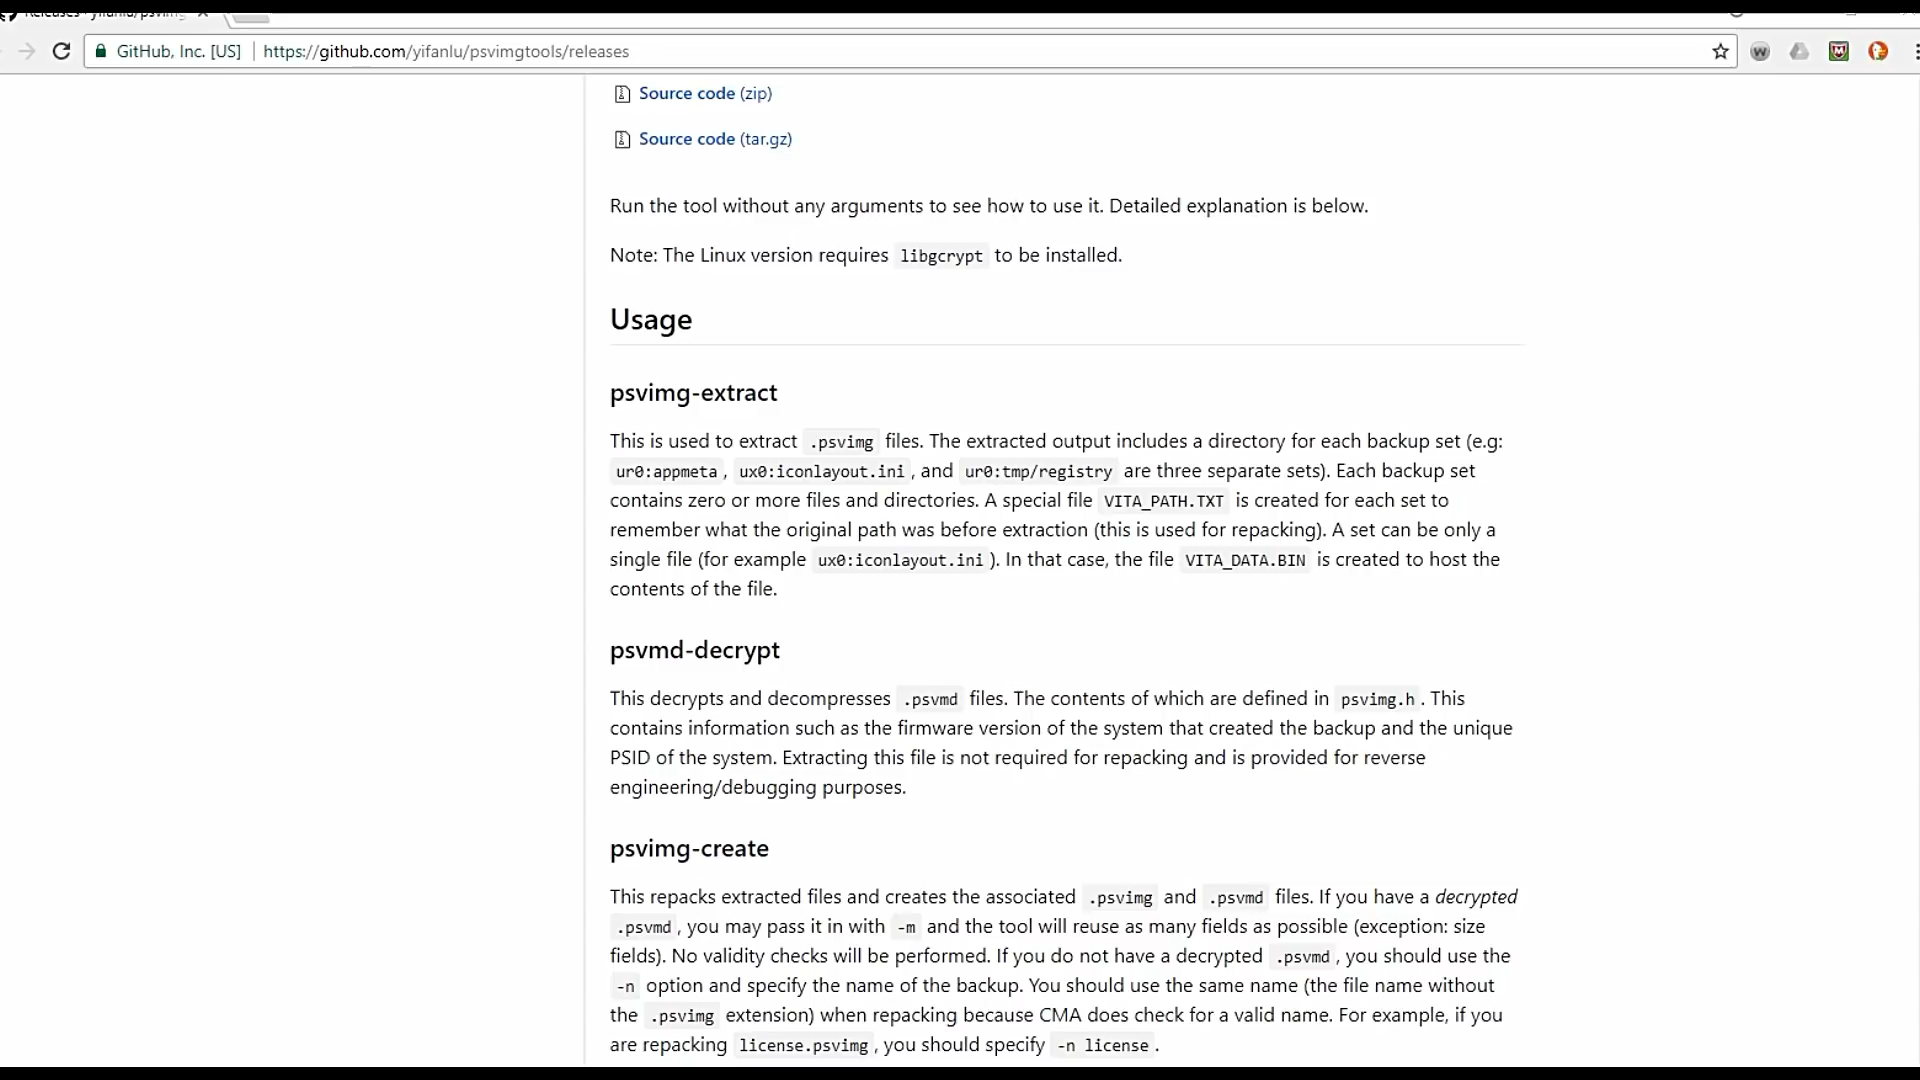 Releases · yifanlu/psvimg
GitHub, Inc. [US] | https://github.com/yifanlu/psvimgtools/releases
Source code (zip)
Source code (tar.gz)
Run the tool without any arguments to see how to use it. Detailed explanation is below.
Note: The Linux version requires libgcrypt to be installed.
Usage
psvimg-extract
This is used to extract .psvimg files. The extracted output includes a directory for each backup set (e.g:
ur0:appmeta, ux0:iconlayout.ini, and ur0:tmp/registry are three separate sets). Each backup set
contains zero or more files and directories. A special file VITA_PATH.TXT is created for each set to
remember what the original path was before extraction (this is used for repacking). A set can be only a
single file (for example ux0:iconlayout.ini). In that case, the file VITA_DATA.BIN is created to host the
contents of the file.
psvmd-decrypt
This decrypts and decompresses .psvmd files. The contents of which are defined in psvimg.h. This
contains information such as the firmware version of the system that created the backup and the unique
PSID of the system. Extracting this file is not required for repacking and is provided for reverse
engineering/debugging purposes.
psvimg-create
This repacks extracted files and creates the associated .psvimg and .psvmd files. If you have a decrypted
.psvmd, you may pass it in with -m and the tool will reuse as many fields as possible (exception: size
fields). No validity checks will be performed. If you do not have a decrypted .psvmd, you should use the
-n option and specify the name of the backup. You should use the same name (the file name without
the .psvimg extension) when repacking because CMA does check for a valid name. For example, if you
are repacking license.psvimg, you should specify -n license.